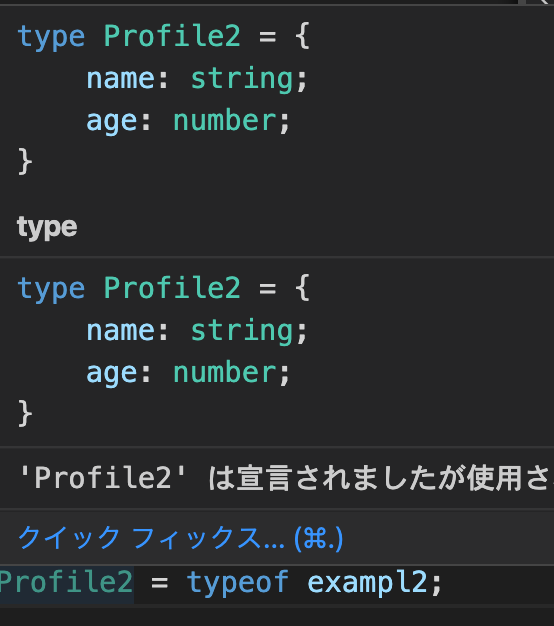 type Profile2 = {
    name: string;
    age: number;
}
type
type Profile2 = {
    name: string;
    age: number;
}
'Profile2' は宣言されましたが使用さ
クイック フィックス... (⌘.)
Profile2 = typeof exampl2;